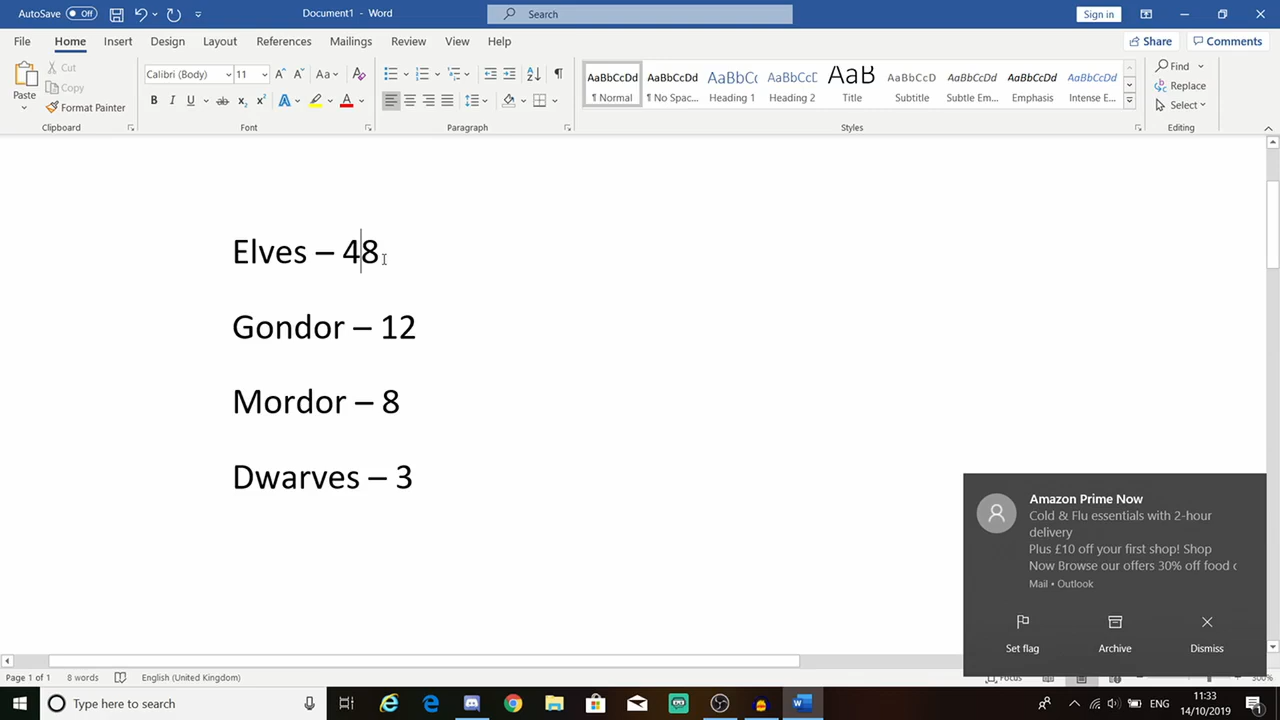 AutoSave Off Document1 - Word Search Sign in
File Home Insert Design Layout References Mailings Review View Help Share Comments
Paste Cut Copy Format Painter
Calibri (Body) 11
AaBbCcDd AaBbCcDd AaBbCc AaBbCcC AaB AaBbCcD AaBbCcDd AaBbCcDd AaBbCcDd
¶ Normal ¶ No Spac... Heading 1 Heading 2 Title Subtitle Subtle Em... Emphasis Intense E...
Find Replace Select
Clipboard Font Paragraph Styles Editing
Elves – 48
Gondor – 12
Mordor – 8
Dwarves – 3
Amazon Prime Now
Cold & Flu essentials with 2-hour
delivery
Plus £10 off your first shop! Shop
Now Browse our offers 30% off food
Mail • Outlook
Set flag Archive Dismiss
Page 1 of 1 8 words English (United Kingdom) Focus 300%
Type here to search
ENG
11:33
14/10/2019